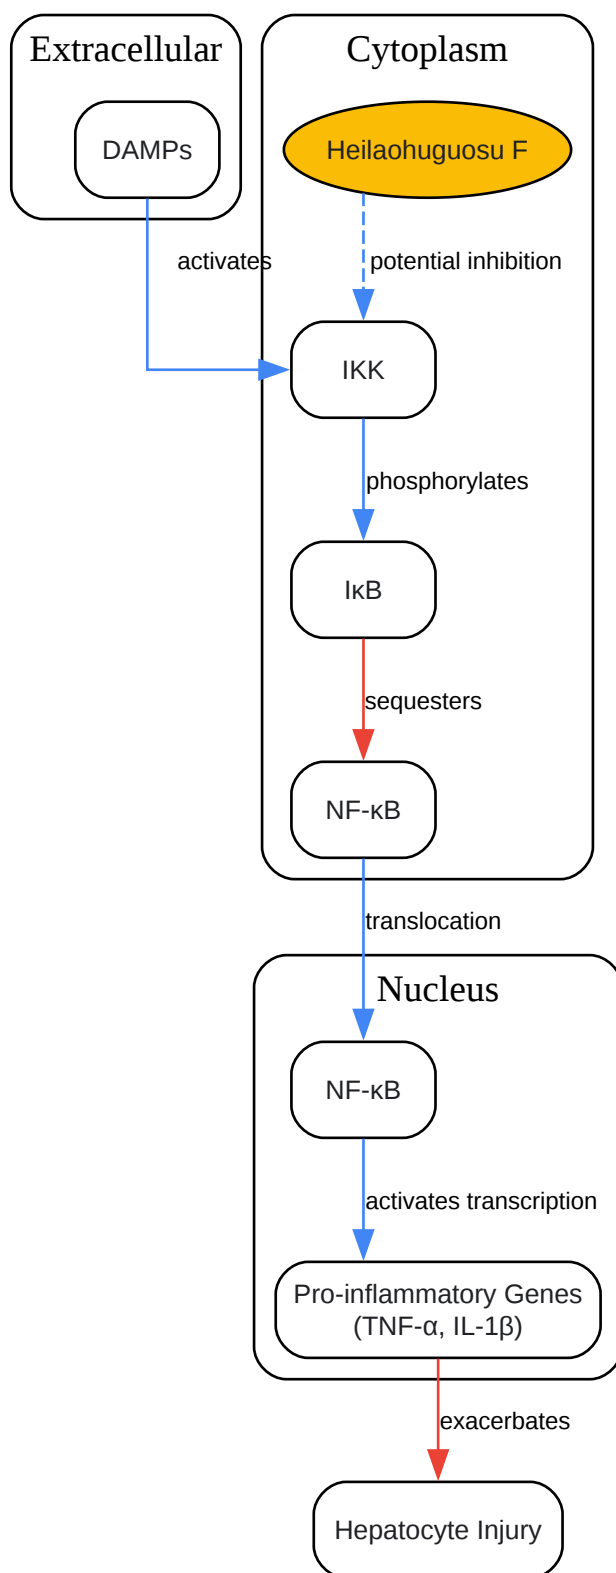 Extracellular
Cytoplasm
DAMPs
Heilaohuguosu F
activates
potential inhibition
IKK
phosphorylates
IκB
sequesters
NF-κB
translocation
Nucleus
NF-κB
activates transcription
Pro-inflammatory Genes
(TNF-α, IL-1β)
exacerbates
Hepatocyte Injury